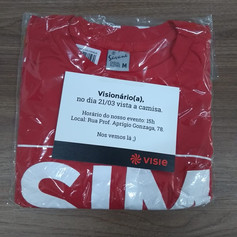 M
Visionário(a),
no dia 21/03 vista a camisa.
Horário do nosso evento: 15h
Local: Rua Prof. Aprígio Gonzaga, 78.
Nos vemos lá ;)
VISIE
SIM